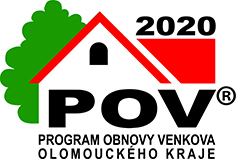 2020
POV®
PROGRAM OBNOVY VENKOVA
OLOMOUCKÉHO KRAJE